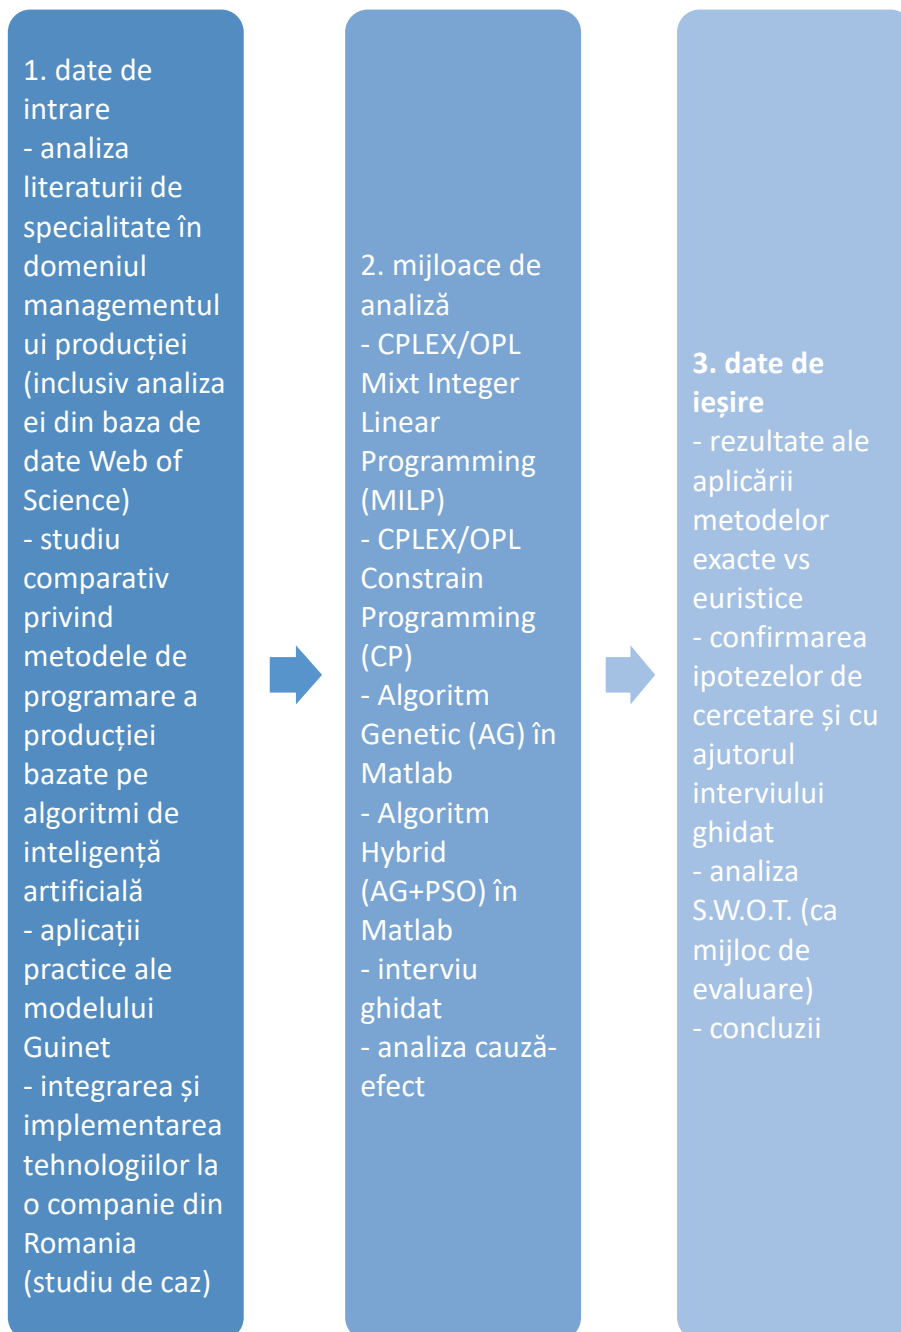 1. date de
intrare
- analiza
literaturii de
specialitate în
domeniul
managementul
ui producției
(inclusiv analiza
ei din baza de
date Web of
Science)
- studiu
comparativ
privind
metodele de
programare a
producției
bazate pe
algoritmi de
inteligență
artificială
- aplicații
practice ale
modelului
Guinet
- integrarea și
implementarea
tehnologiilor la
o companie din
Romania
(studiu de caz)
2. mijloace de
analiză
- CPLEX/OPL
Mixt Integer
Linear
Programming
(MILP)
- CPLEX/OPL
Constrain
Programming
(CP)
- Algoritm
Genetic (AG) în
Matlab
- Algoritm
Hybrid
(AG+PSO) în
Matlab
- interviu
ghidat
- analiza cauză-
efect
3. date de
ieșire
- rezultate ale
aplicării
metodelor
exacte vs
euristice
- confirmarea
ipotezelor de
cercetare și cu
ajutorul
interviului
ghidat
- analiza
S.W.O.T. (ca
mijloc de
evaluare)
- concluzii